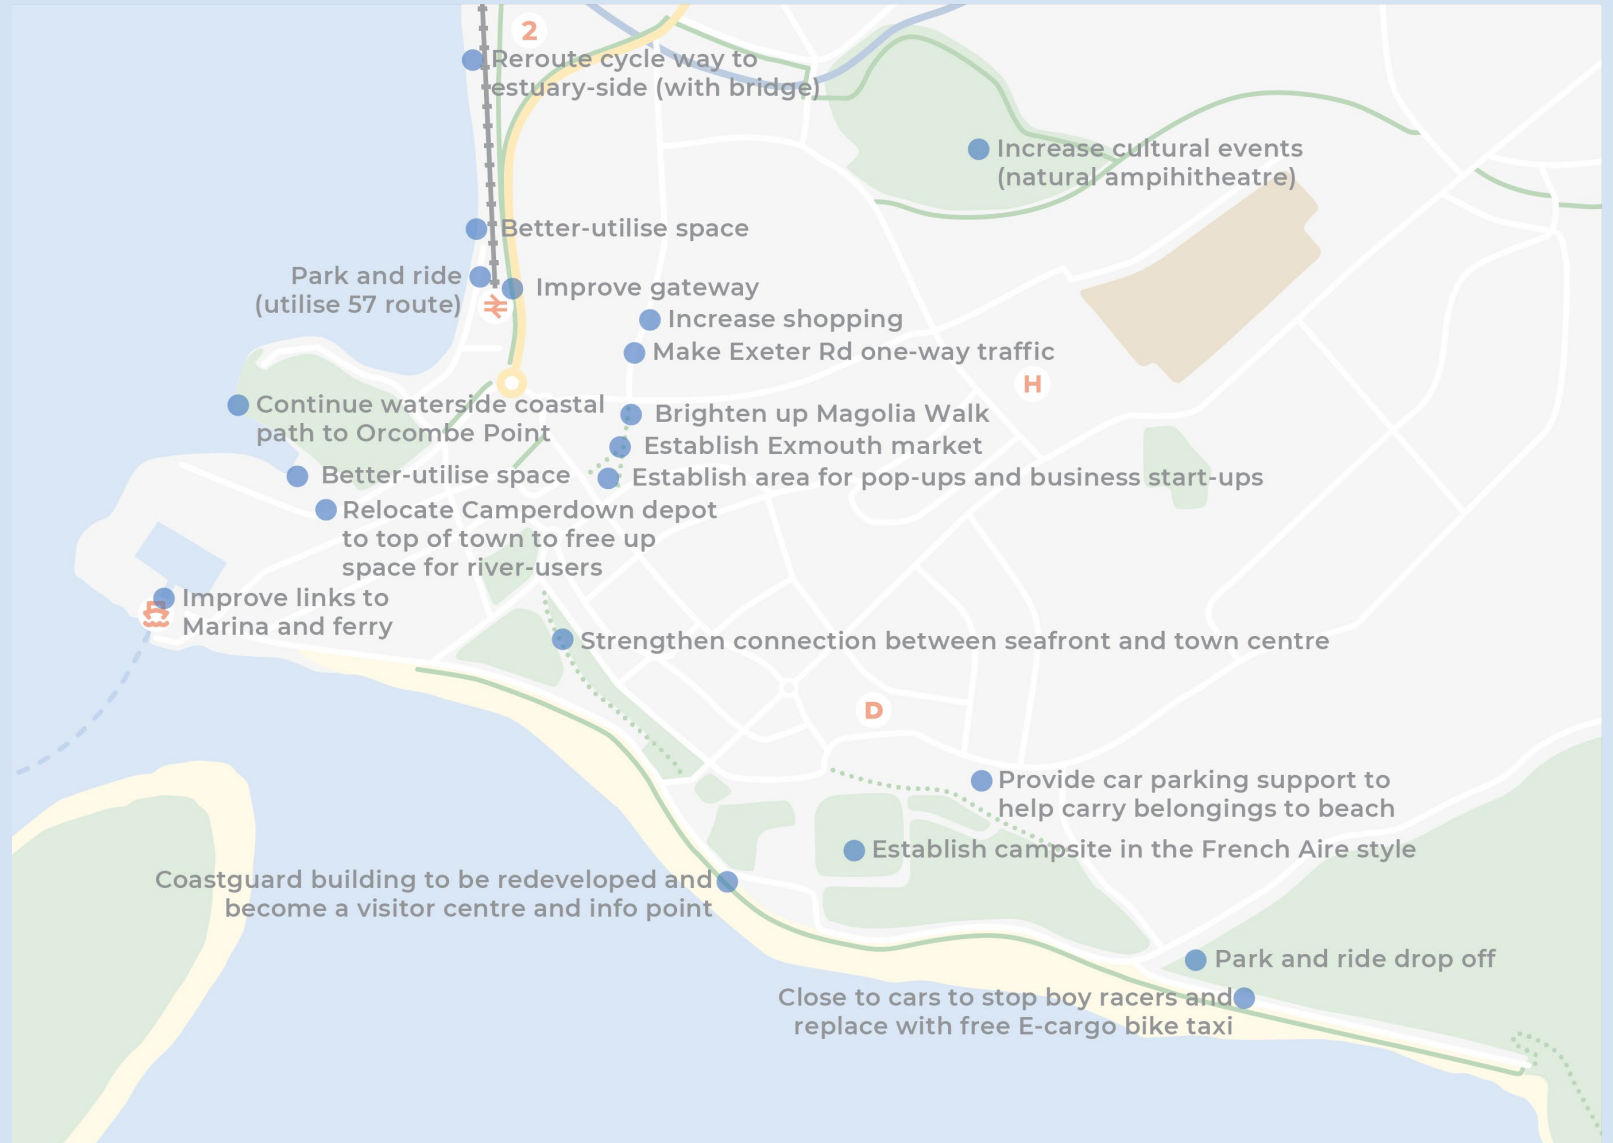 2
Reroute cycle way to
estuary-side (with bridge)
Increase cultural events
(natural ampihitheatre)
Better-utilise space
Park and ride
(utilise 57 route)
Improve gateway
Increase shopping
Make Exeter Rd one-way traffic
H
Continue waterside coastal
path to Orcombe Point
Brighten up Magolia Walk
Establish Exmouth market
Better-utilise space
Establish area for pop-ups and business start-ups
Relocate Camperdown depot
to top of town to free up
space for river-users
Improve links to
Marina and ferry
Strengthen connection between seafront and town centre
D
Provide car parking support to
help carry belongings to beach
Establish campsite in the French Aire style
Coastguard building to be redeveloped and
become a visitor centre and info point
Park and ride drop off
Close to cars to stop boy racers and
replace with free E-cargo bike taxi